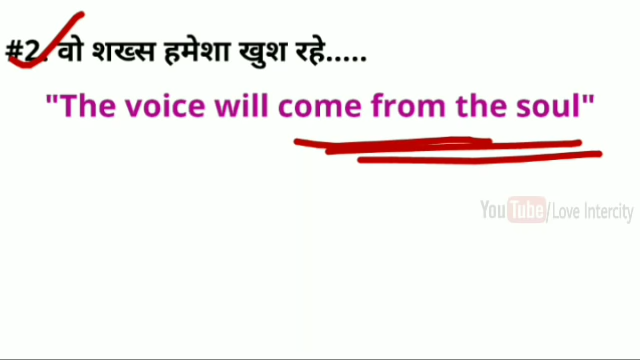 #2. वो शख्स हमेशा खुश रहे.....
"The voice will come from the soul"
YouTube/Love Intercity